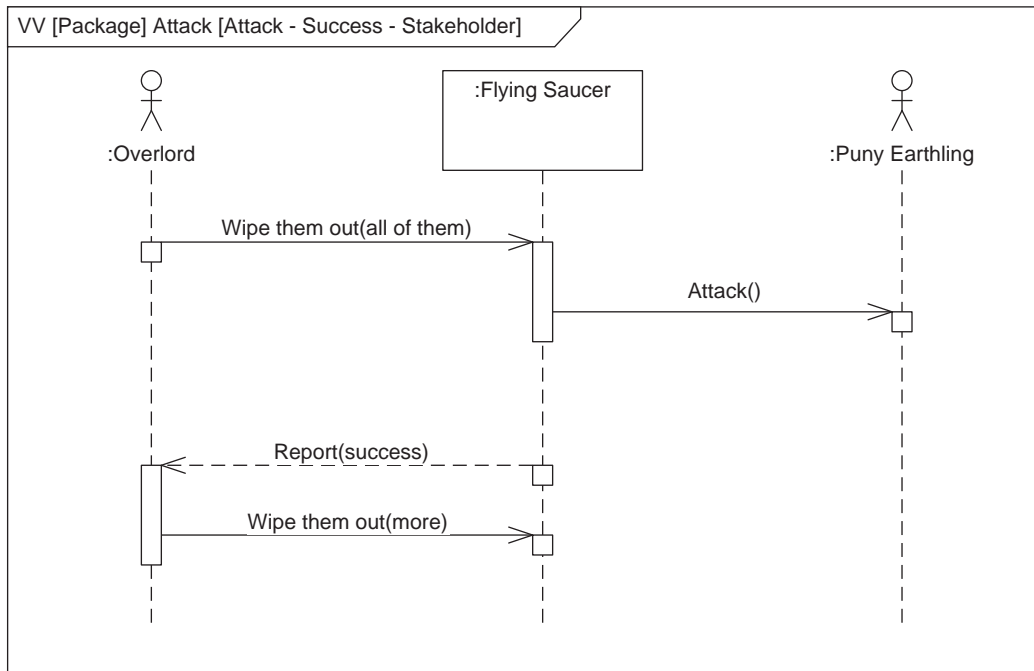 VV [Package] Attack [Attack - Success - Stakeholder]
:Flying Saucer
:Overlord
:Puny Earthling
Wipe them out(all of them)
Attack()
Report(success)
Wipe them out(more)